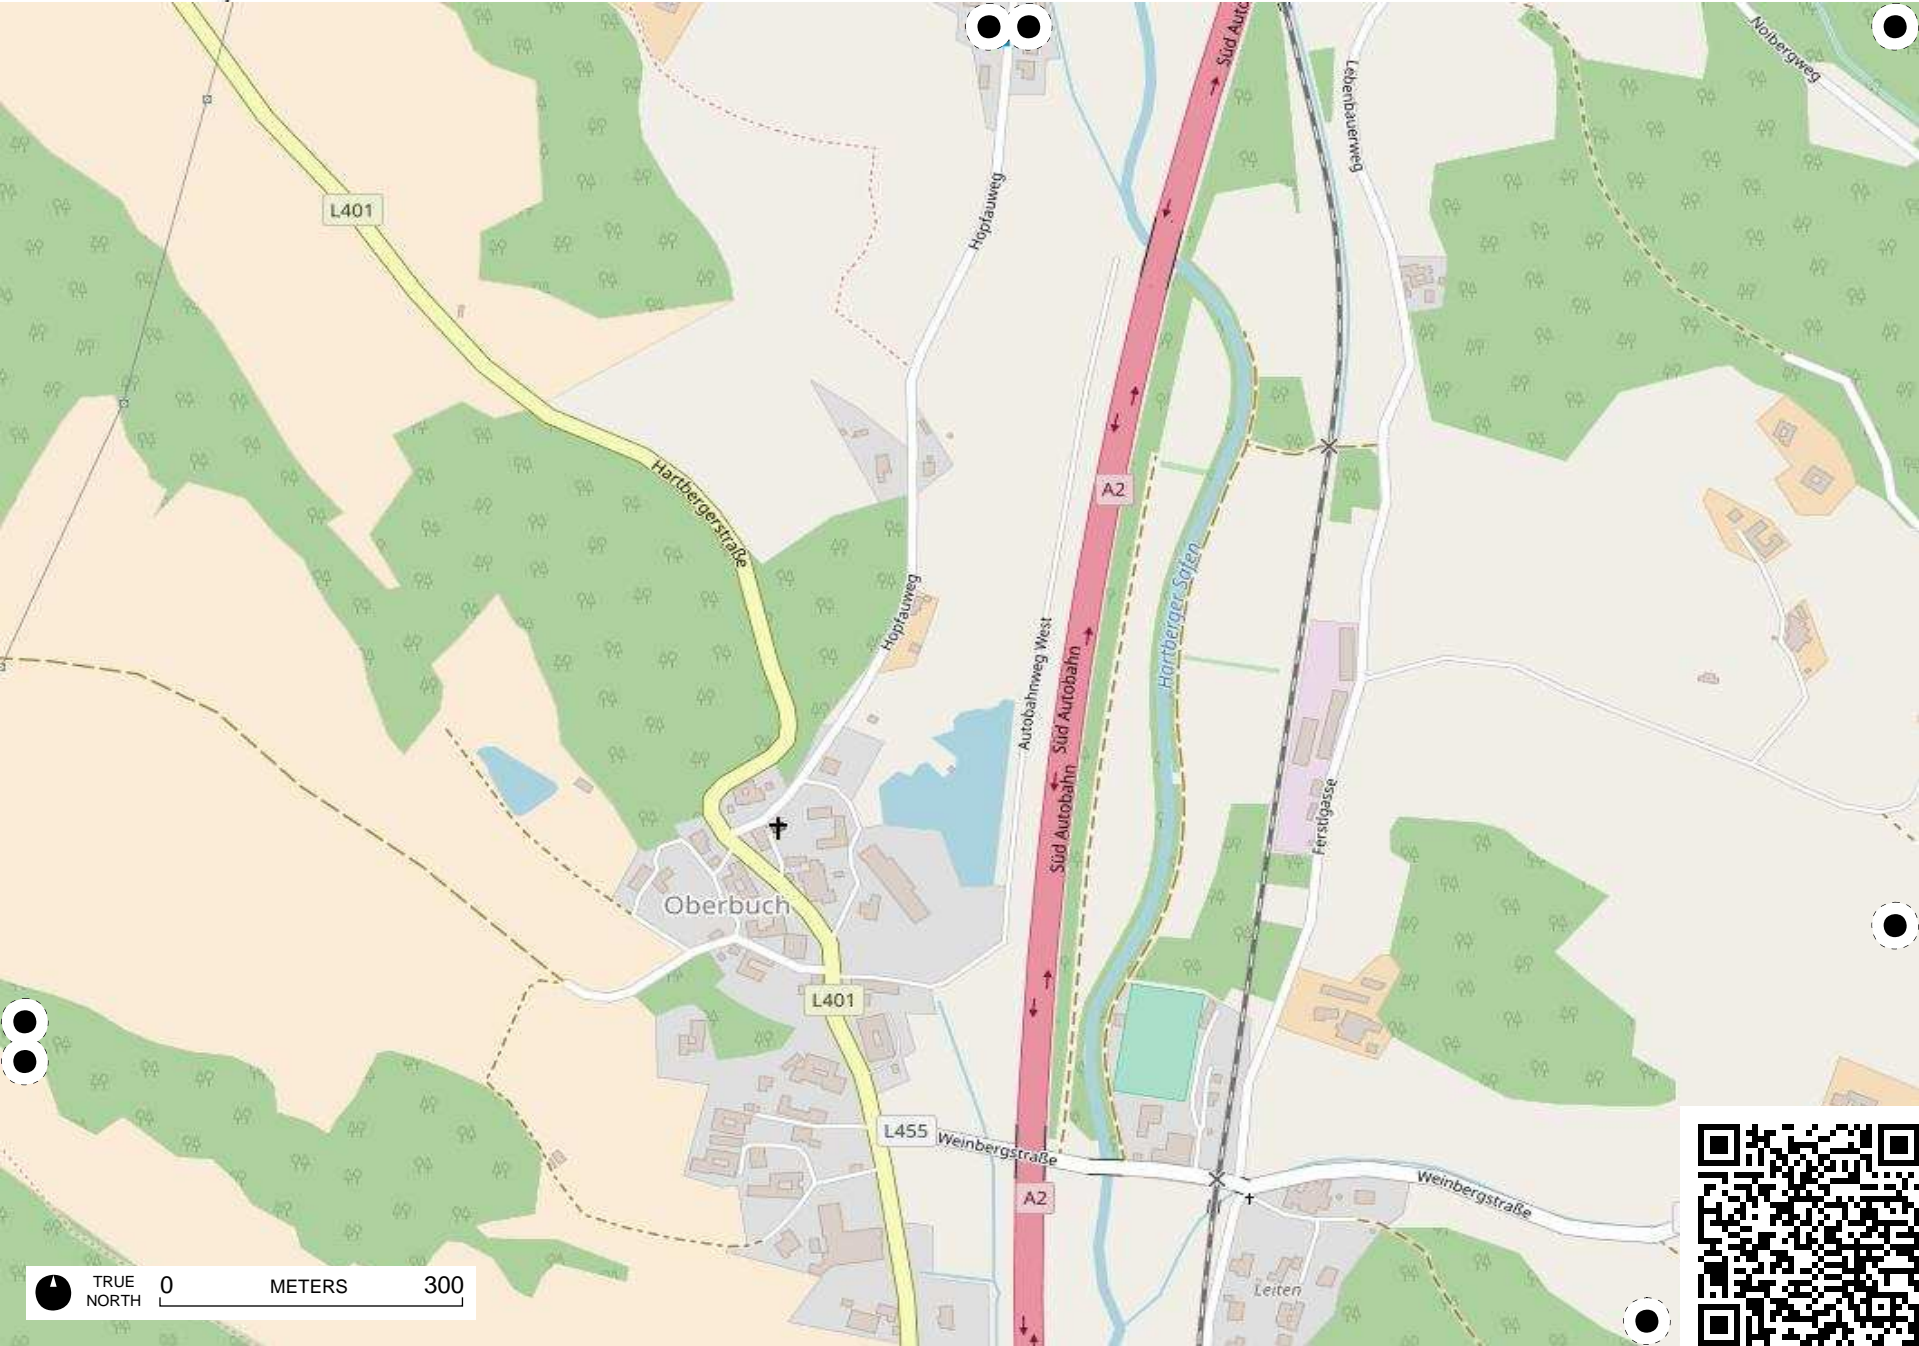 Süd Auto
Noibergweg
Lebenbauerweg
L401
Hopfauweg
Hartbergerstraße
A2
Hartberger Safen
Hopfauweg
Autobahnweg West
Süd Autobahn
Süd Autobahn
Ferstlgasse
Oberbuch
L401
L455
Weinbergstraße
A2
Weinbergstraße
Leiten
TRUE NORTH
0 METERS 300